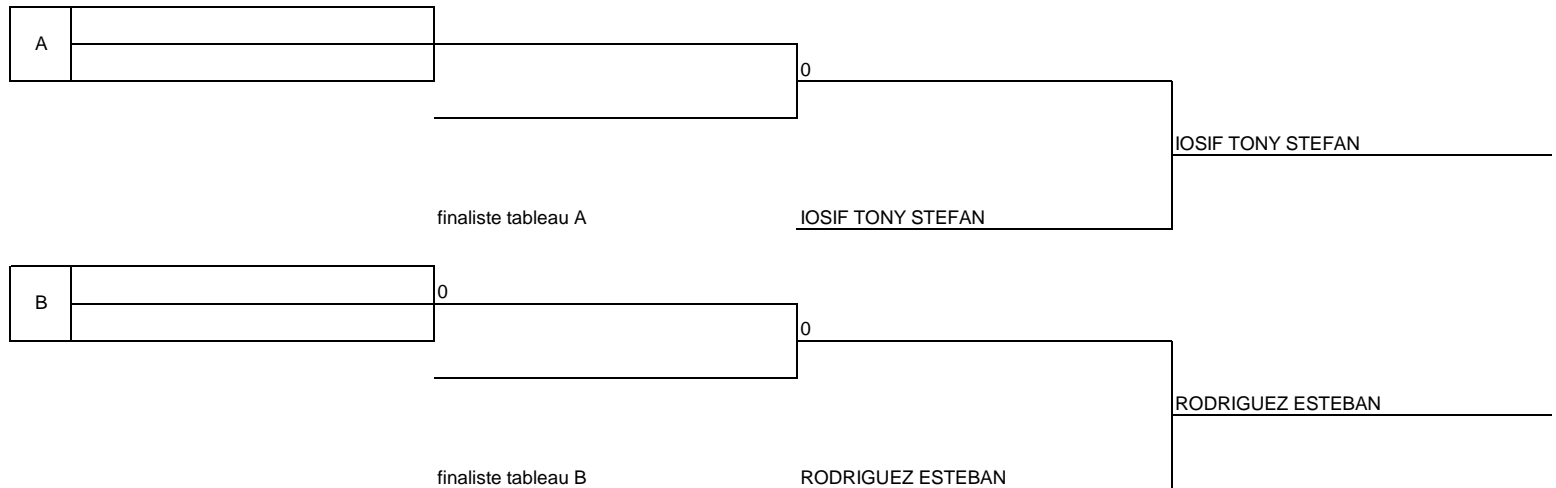 A
0
IOSIF TONY STEFAN
finaliste tableau A
IOSIF TONY STEFAN
B
0
0
RODRIGUEZ ESTEBAN
finaliste tableau B
RODRIGUEZ ESTEBAN